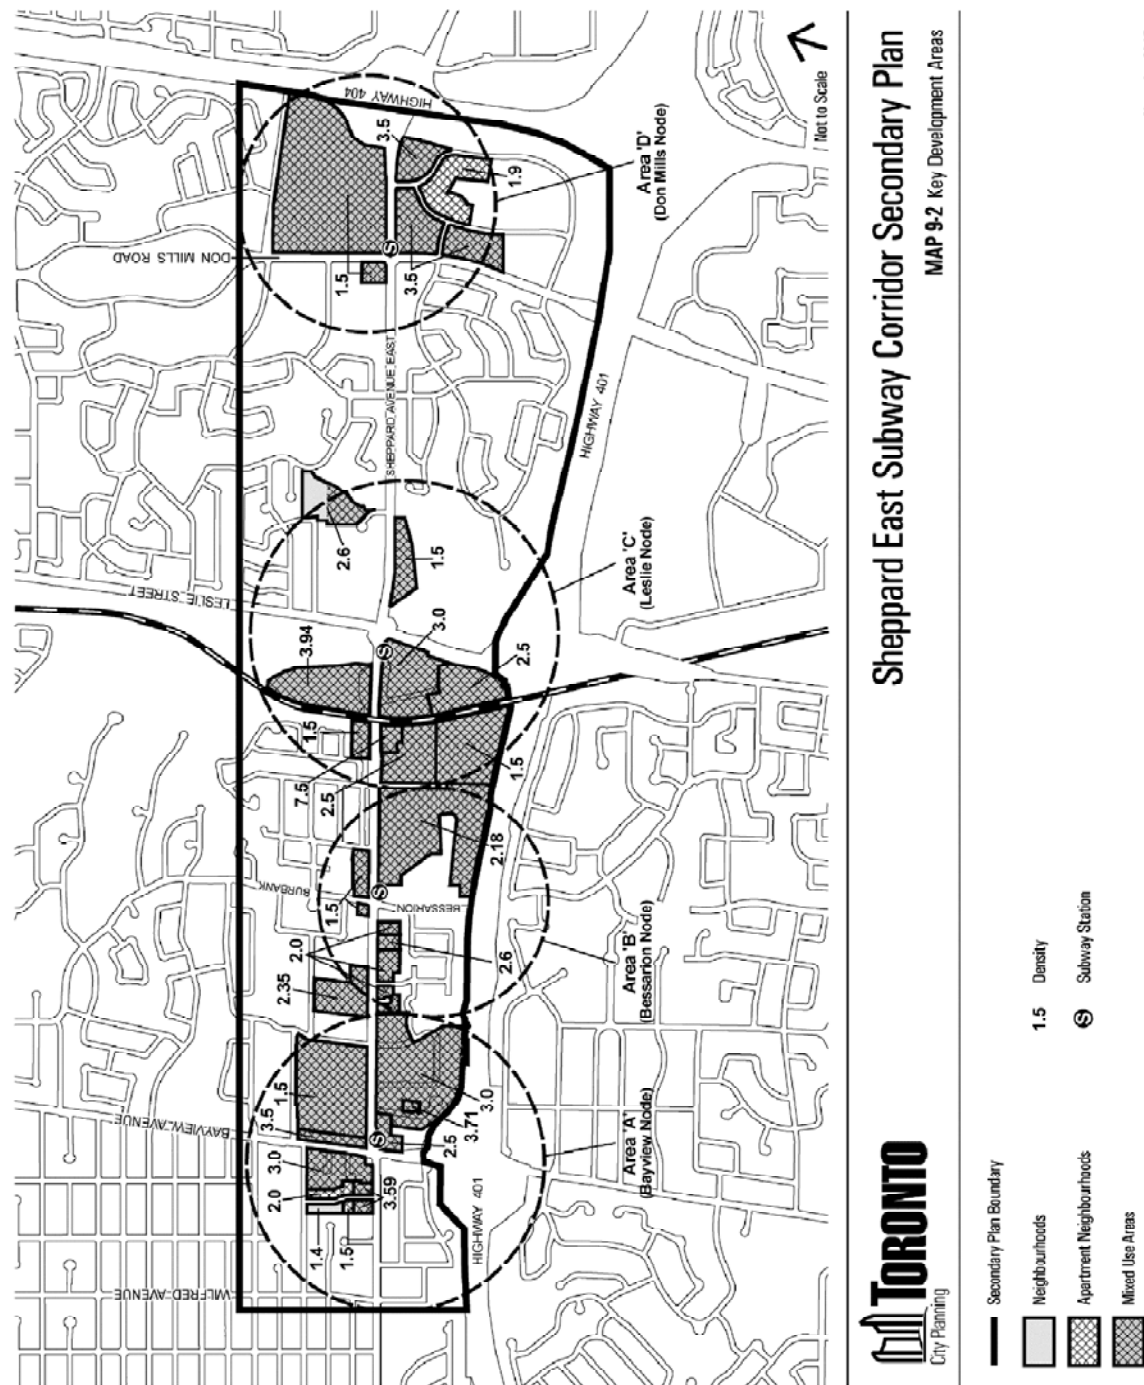 Sheppard East Subway Corridor Secondary Plan
MAP 9-2 Key Development Areas
TORONTO
City Planning
Not to Scale
HIGHWAY 404
DON MILLS ROAD
SHEPPARD AVENUE EAST
LESLIE STREET
HIGHWAY 401
BURBANK
BESSARION
BAYVIEW AVENUE
WILFRED AVENUE
HIGHWAY 401
Area 'A'
(Bayview Node)
Area 'B'
(Bessarion Node)
Area 'C'
(Leslie Node)
Area 'D'
(Don Mills Node)
1.4
1.5
2.0
3.0
3.59
3.5
1.5
2.5
3.71
3.0
2.35
2.0
2.6
1.5
2.18
7.5
2.5
1.5
1.5
3.94
3.0
2.5
2.6
1.5
1.5
3.5
3.5
1.9
S
S
S
S
Secondary Plan Boundary
Neighbourhoods
Apartment Neighbourhoods
Mixed Use Areas
1.5 Density
S Subway Station